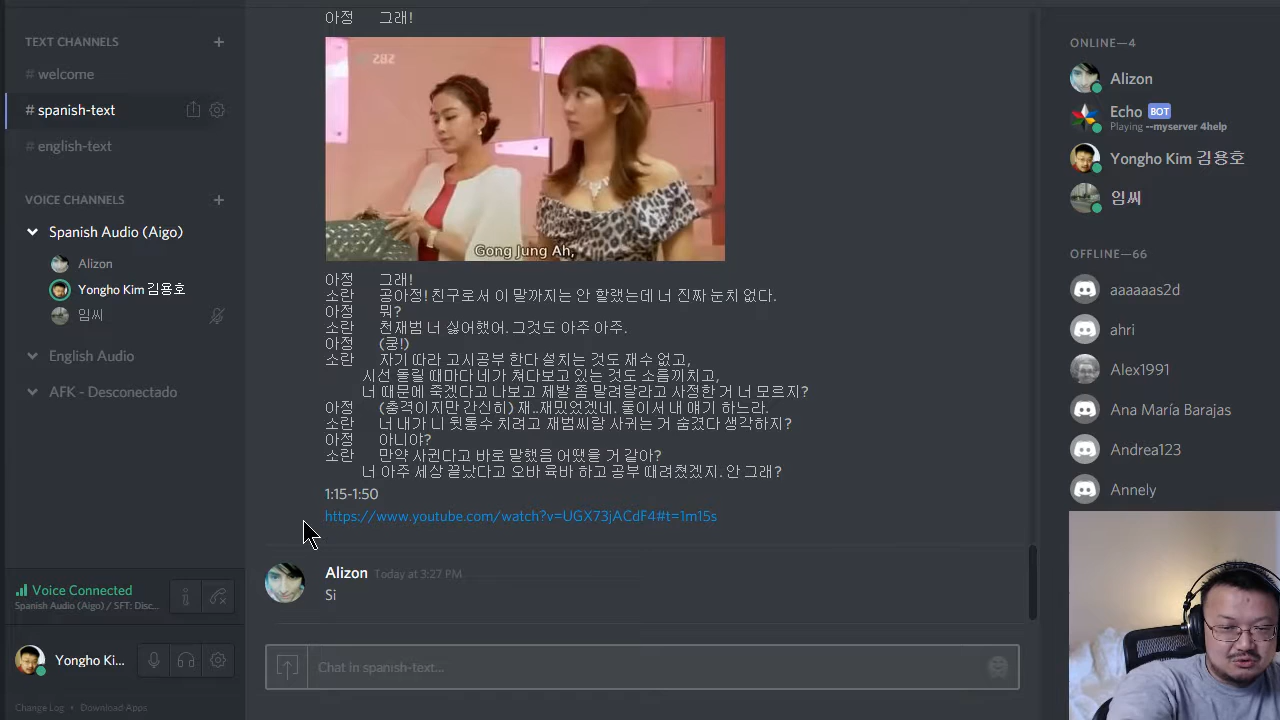 TEXT CHANNELS +
# welcome
# spanish-text
# english-text
VOICE CHANNELS +
Spanish Audio (Aigo)
Alizon
Yongho Kim 김용호
임씨
English Audio
AFK - Desconectado
Voice Connected
Spanish Audio (Aigo) / SFT: Disc...
Yongho Ki...
Change Log • Download Apps
아정 그래!
SBS
Gong Jung Ah,
아정 그래!
소란 공아정! 친구로서 이 말까지는 안 할랬는데 너 진짜 눈치 없다.
아정 뭐?
소란 천재범 너 싫어했어. 그것도 아주 아주.
아정 (쿵!)
소란 자기 따라 고시공부 한다 설치는 것도 재수 없고,
시선 돌릴 때마다 네가 쳐다보고 있는 것도 소름끼치고,
너 때문에 죽겠다고 나보고 제발 좀 말려달라고 사정한 거 너 모르지?
아정 (충격이지만 간신히) 재..재밌었겠네. 둘이서 내 얘기 하느라.
소란 너 내가 니 뒷통수 치려고 재범씨랑 사귀는 거 숨겼다 생각하지?
아정 아니야?
소란 만약 사귄다고 바로 말했음 어땠을 거 같아?
너 아주 세상 끝났다고 오바 육바 하고 공부 때려쳤겠지. 안 그래?
1:15-1:50
https://www.youtube.com/watch?v=UGX73jACdF4#t=1m15s
Alizon Today at 3:27 PM
Si
Chat in spanish-text...
ONLINE—4
Alizon
Echo BOT
Playing --myserver 4help
Yongho Kim 김용호
임씨
OFFLINE—66
aaaaaas2d
ahri
Alex1991
Ana María Barajas
Andrea123
Annely